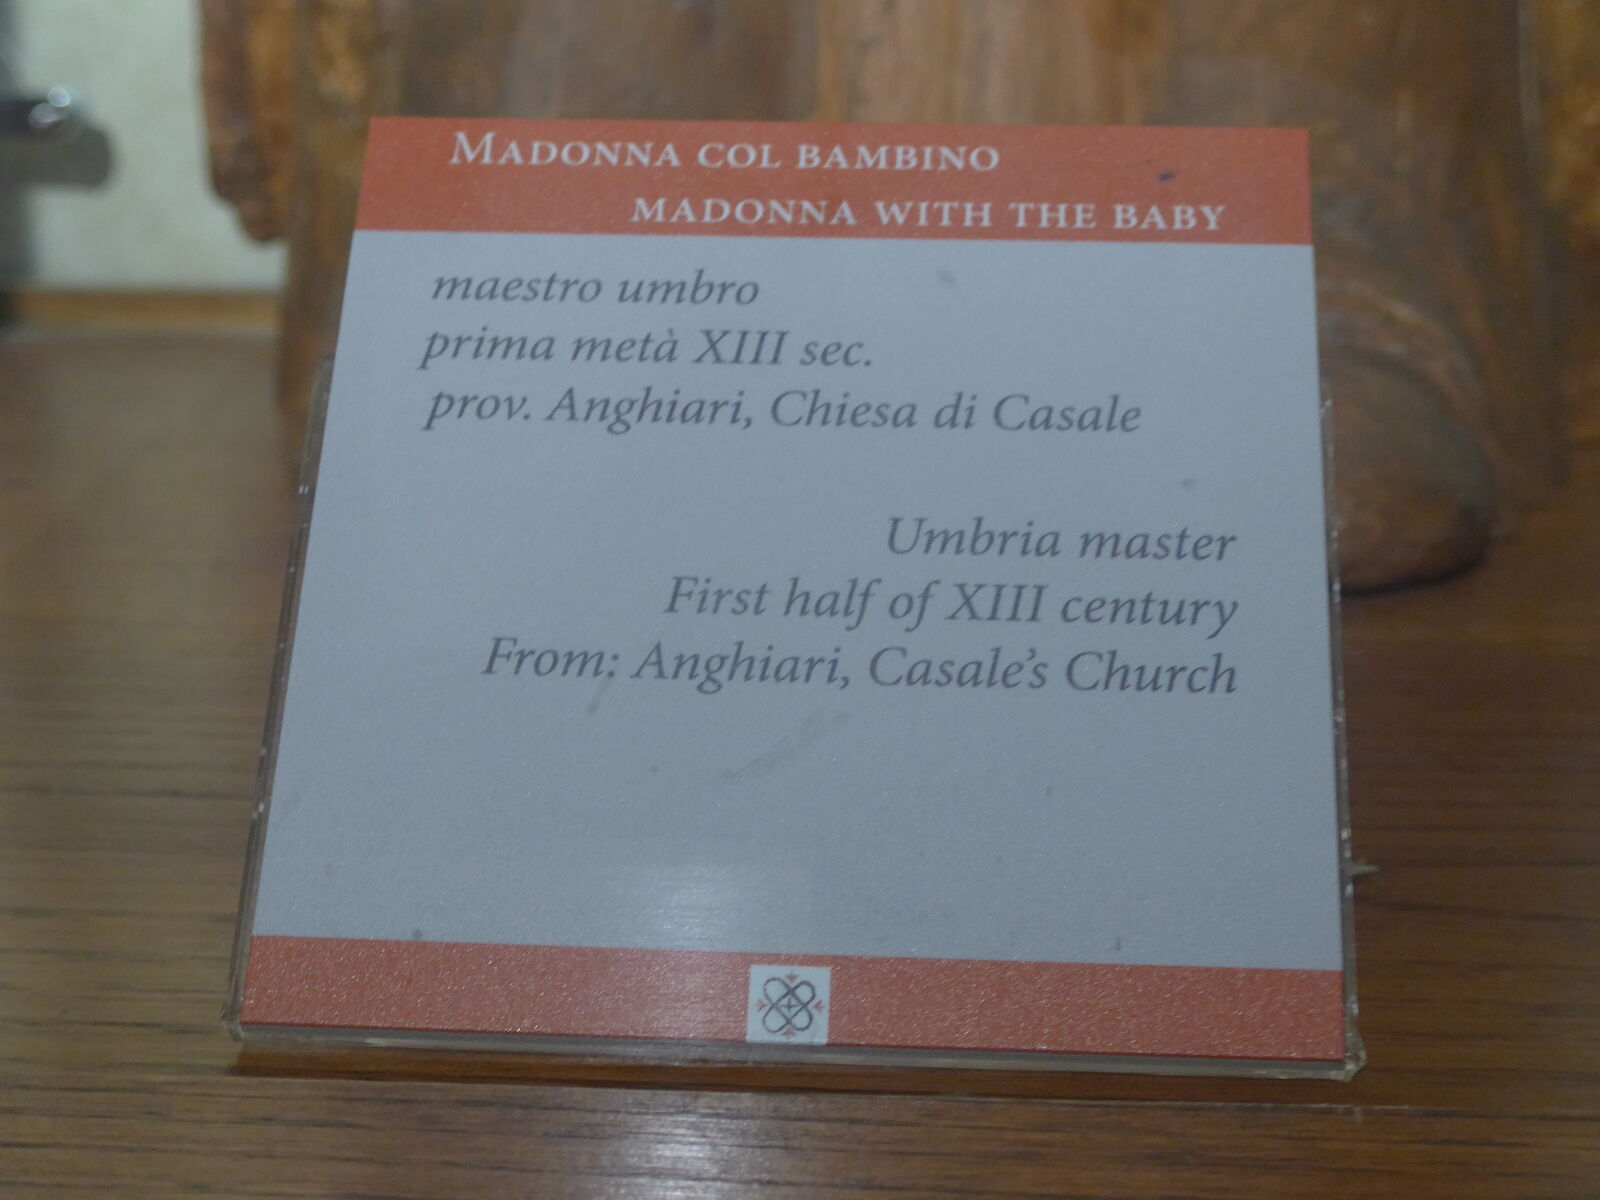 Madonna col bambino
madonna with the baby
maestro umbro
prima metà XIII sec.
prov. Anghiari, Chiesa di Casale
Umbria master
First half of XIII century
From: Anghiari, Casale’s Church